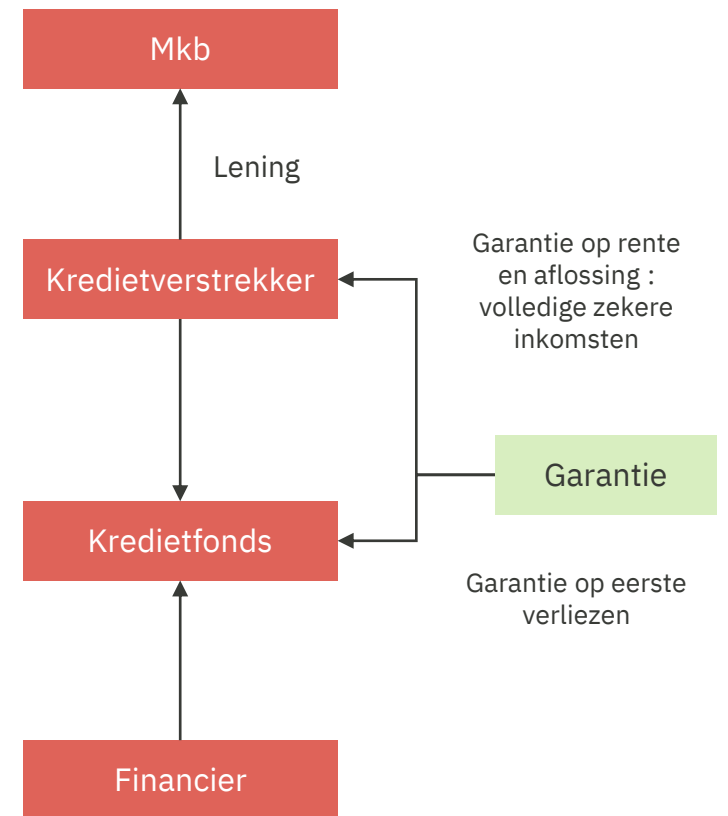 Mkb
Lening
Kredietverstrekker
Garantie op rente
en aflossing :
volledige zekere
inkomsten
Garantie
Kredietfonds
Garantie op eerste
verliezen
Financier